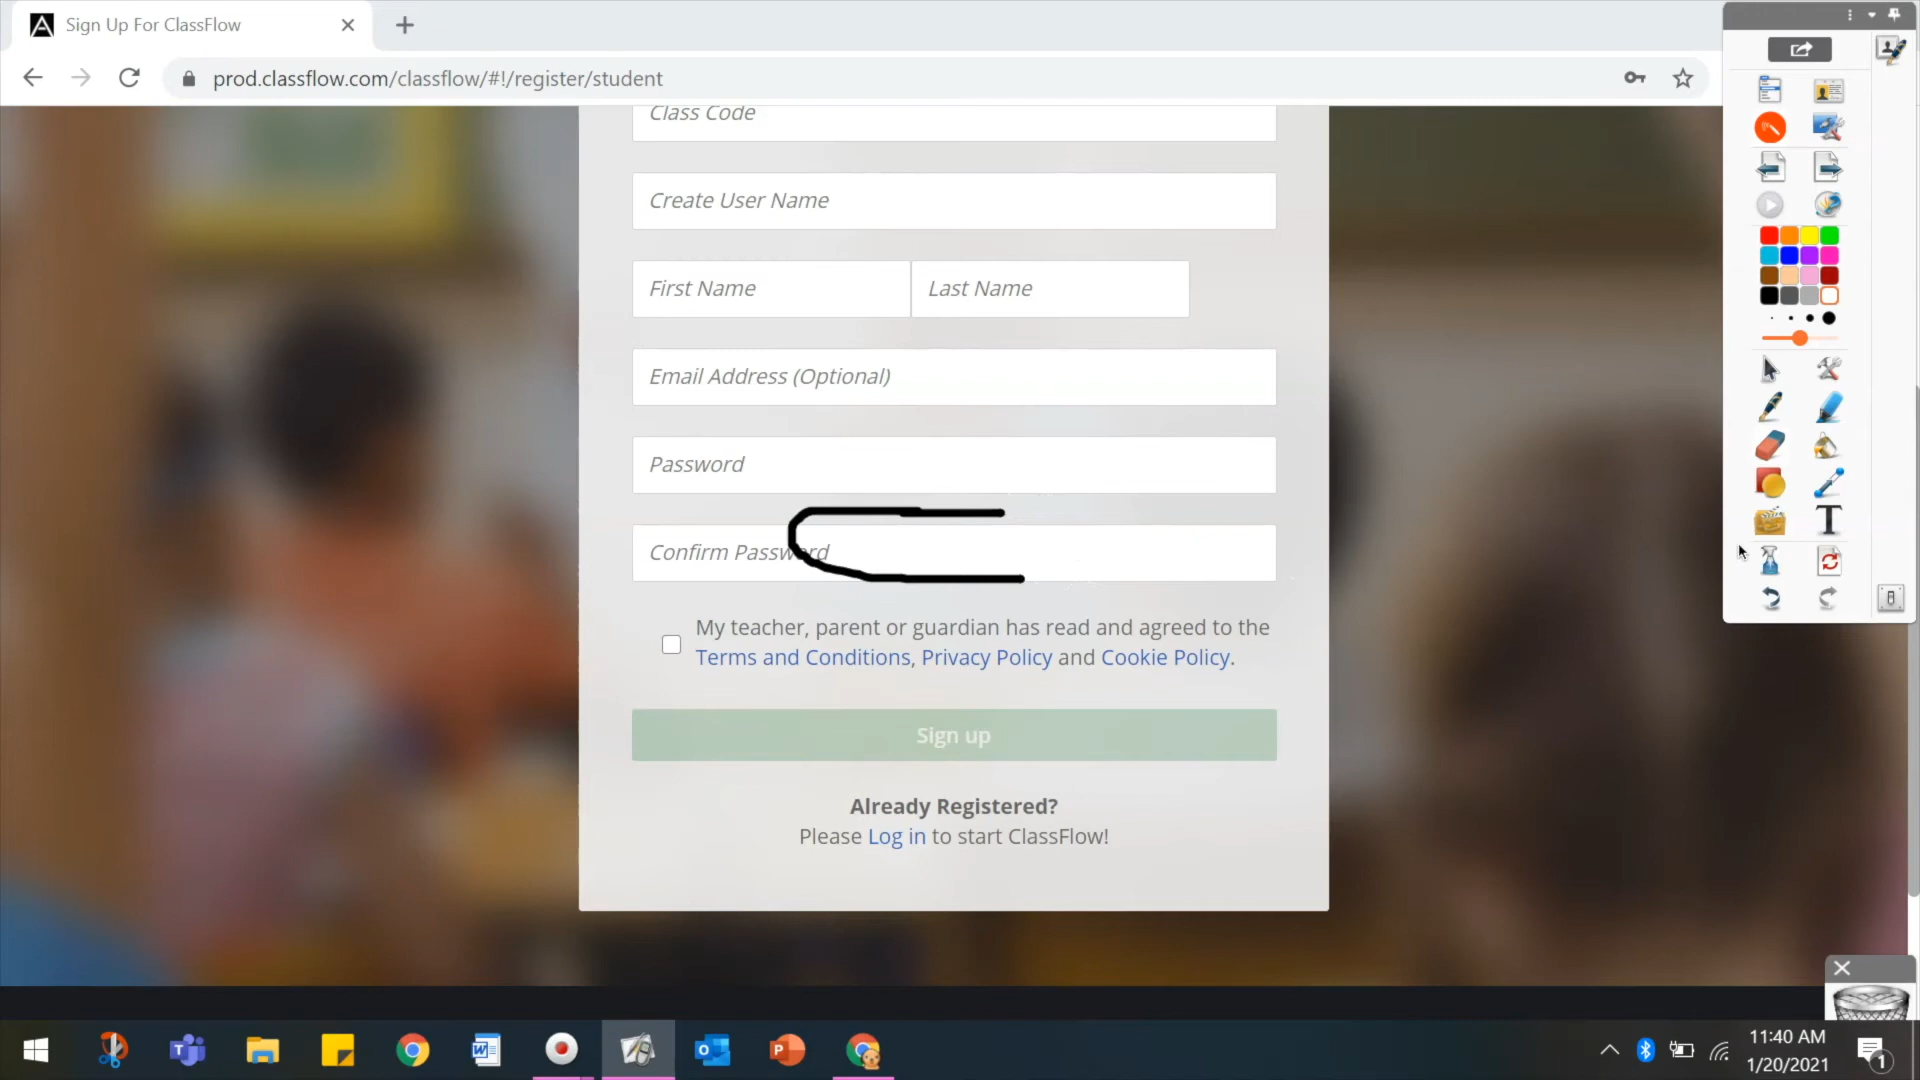 Sign Up For ClassFlow
prod.classflow.com/classflow/#!/register/student
Class Code
Create User Name
First Name
Last Name
Email Address (Optional)
Password
Confirm Password
My teacher, parent or guardian has read and agreed to the
Terms and Conditions, Privacy Policy and Cookie Policy.
Sign up
Already Registered?
Please Log in to start ClassFlow!
T
11:40 AM
1/20/2021
1